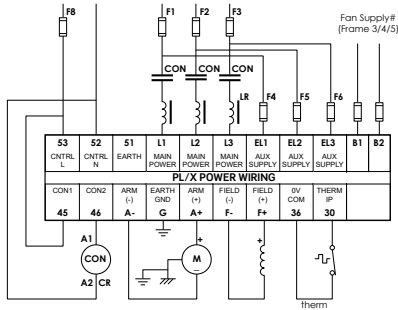 F8
F1
F2
F3
Fan Supply#
(Frame 3/4/5)
CON
CON
CON
LR
F4
F5
F6
53
52
51
L1
L2
L3
EL1
EL2
EL3
B1
B2
CNTRL L
CNTRL N
EARTH
MAIN POWER
MAIN POWER
MAIN POWER
AUX SUPPLY
AUX SUPPLY
AUX SUPPLY
PL/X POWER WIRING
CON1
CON2
ARM (-)
EARTH GND
ARM (+)
FIELD (-)
FIELD (+)
0V COM
THERM IP
45
46
A-
G
A+
F-
F+
36
30
A1
CON
A2
CR
+
M
-
+
therm